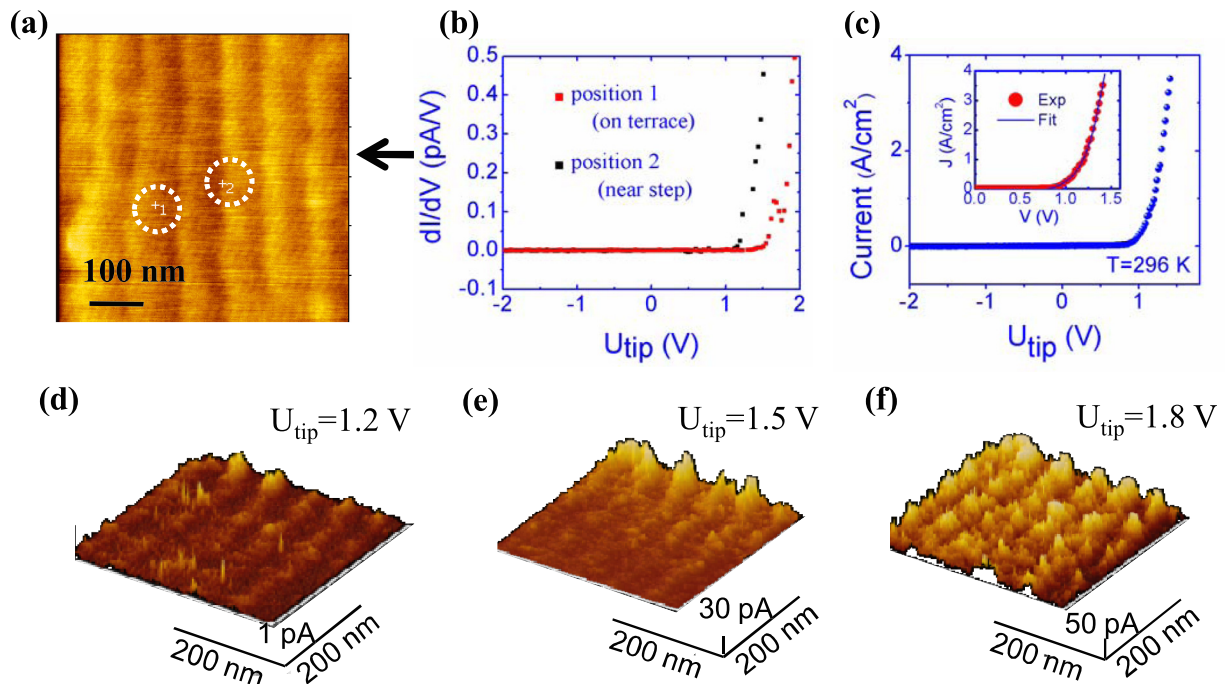 (a)
+1
+2
100 nm
(b)
dI/dV (pA/V)
0.5
0.4
0.3
0.2
0.1
0.0
-0.1
position 1
(on terrace)
position 2
(near step)
-2
-1
0
1
2
Utip (V)
(c)
Current (A/cm²)
4
2
0
J (A/cm²)
4
3
2
1
0
Exp
Fit
0.0
0.5
1.0
1.5
V (V)
T=296 K
-2
-1
0
1
Utip (V)
(d)
Utip=1.2 V
1 pA
200 nm
200 nm
(e)
Utip=1.5 V
30 pA
200 nm
200 nm
(f)
Utip=1.8 V
50 pA
200 nm
200 nm